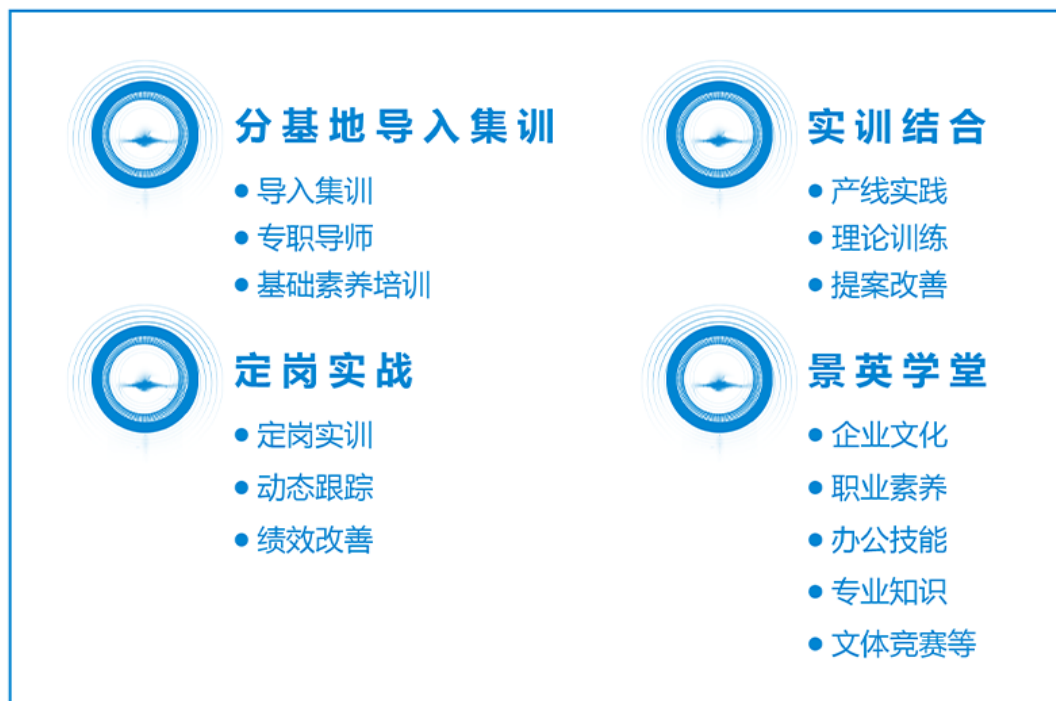 分基地导入集训
● 导入集训
● 专职导师
● 基础素养培训
实训结合
● 产线实践
● 理论训练
● 提案改善
定岗实战
● 定岗实训
● 动态跟踪
● 绩效改善
景英学堂
● 企业文化
● 职业素养
● 办公技能
● 专业知识
● 文体竞赛等